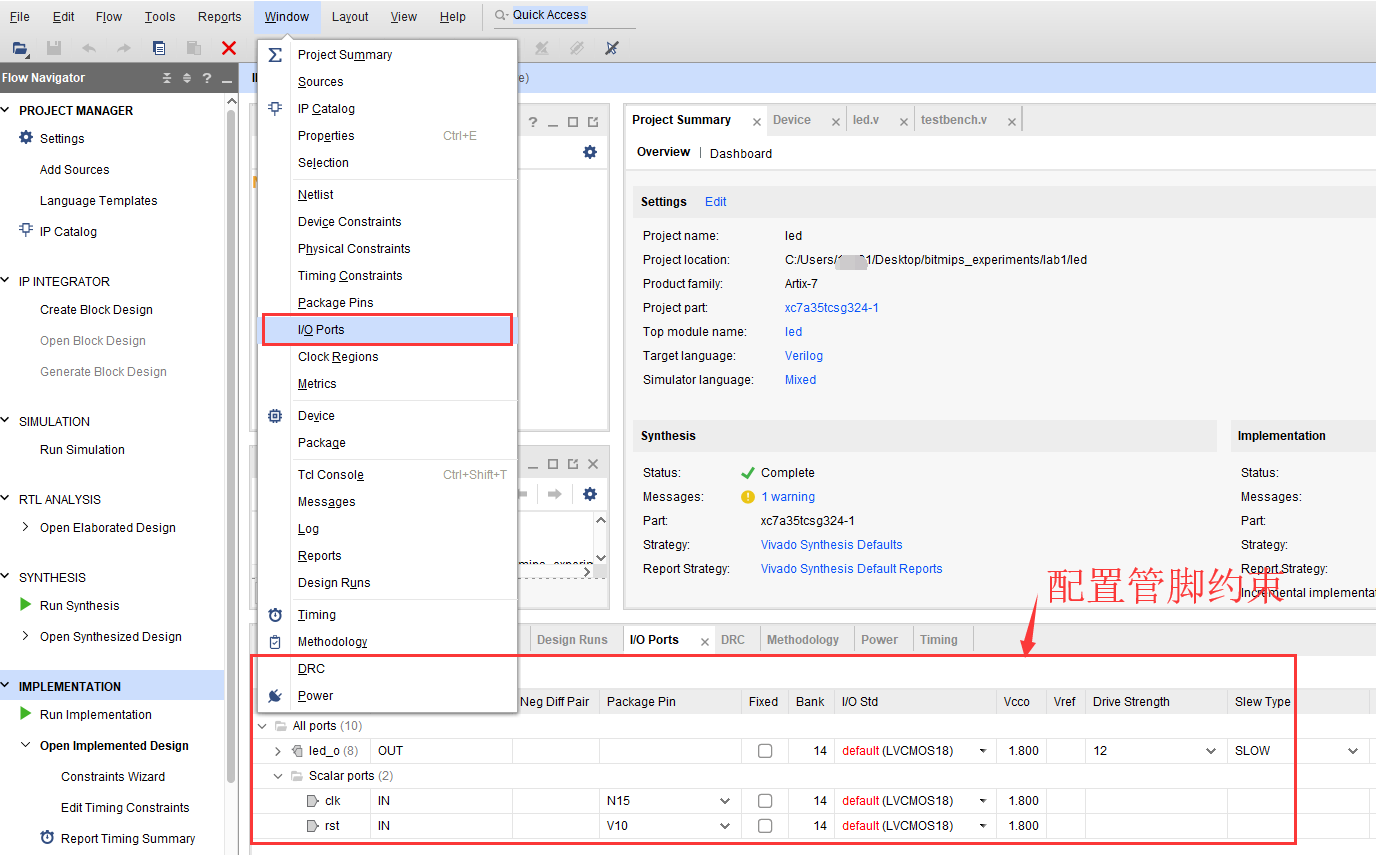 File Edit Flow Tools Reports Window Layout View Help Quick Access
Flow Navigator
PROJECT MANAGER
Settings
Add Sources
Language Templates
IP Catalog
IP INTEGRATOR
Create Block Design
Open Block Design
Generate Block Design
SIMULATION
Run Simulation
RTL ANALYSIS
Open Elaborated Design
SYNTHESIS
Run Synthesis
Open Synthesized Design
IMPLEMENTATION
Run Implementation
Open Implemented Design
Constraints Wizard
Edit Timing Constraints
Report Timing Summary
Project Summary
Sources
IP Catalog
Properties Ctrl+E
Selection
Netlist
Device Constraints
Physical Constraints
Timing Constraints
Package Pins
I/O Ports
Clock Regions
Metrics
Device
Package
Tcl Console Ctrl+Shift+T
Messages
Log
Reports
Design Runs
Timing
Methodology
DRC
Power
Project Summary Device led.v testbench.v
Overview Dashboard
Settings Edit
Project name: led
Project location: C:/Users/ 1/Desktop/bitmips_experiments/lab1/led
Product family: Artix-7
Project part: xc7a35tcsg324-1
Top module name: led
Target language: Verilog
Simulator language: Mixed
Synthesis
Status: Complete
Messages: 1 warning
Part: xc7a35tcsg324-1
Strategy: Vivado Synthesis Defaults
Report Strategy: Vivado Synthesis Default Reports
Implementation
Status:
Messages:
Part:
Strategy:
Report Strategy:
Incremental implementa
配置管脚约束
Design Runs I/O Ports DRC Methodology Power Timing
Neg Diff Pair Package Pin Fixed Bank I/O Std Vcco Vref Drive Strength Slew Type
All ports (10)
led_o (8) OUT 14 default (LVCMOS18) 1.800 12 SLOW
Scalar ports (2)
clk IN N15 14 default (LVCMOS18) 1.800
rst IN V10 14 default (LVCMOS18) 1.800